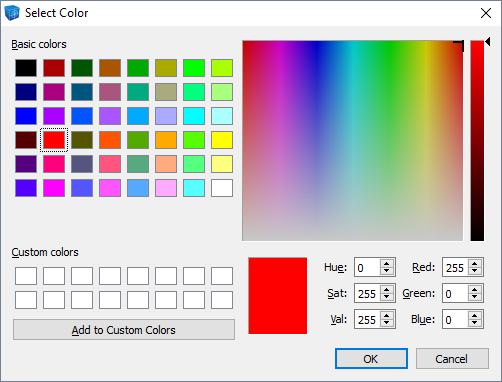 Select Color
Basic colors
Custom colors
Add to Custom Colors
Hue: 0 Red: 255
Sat: 255 Green: 0
Val: 255 Blue: 0
OK Cancel